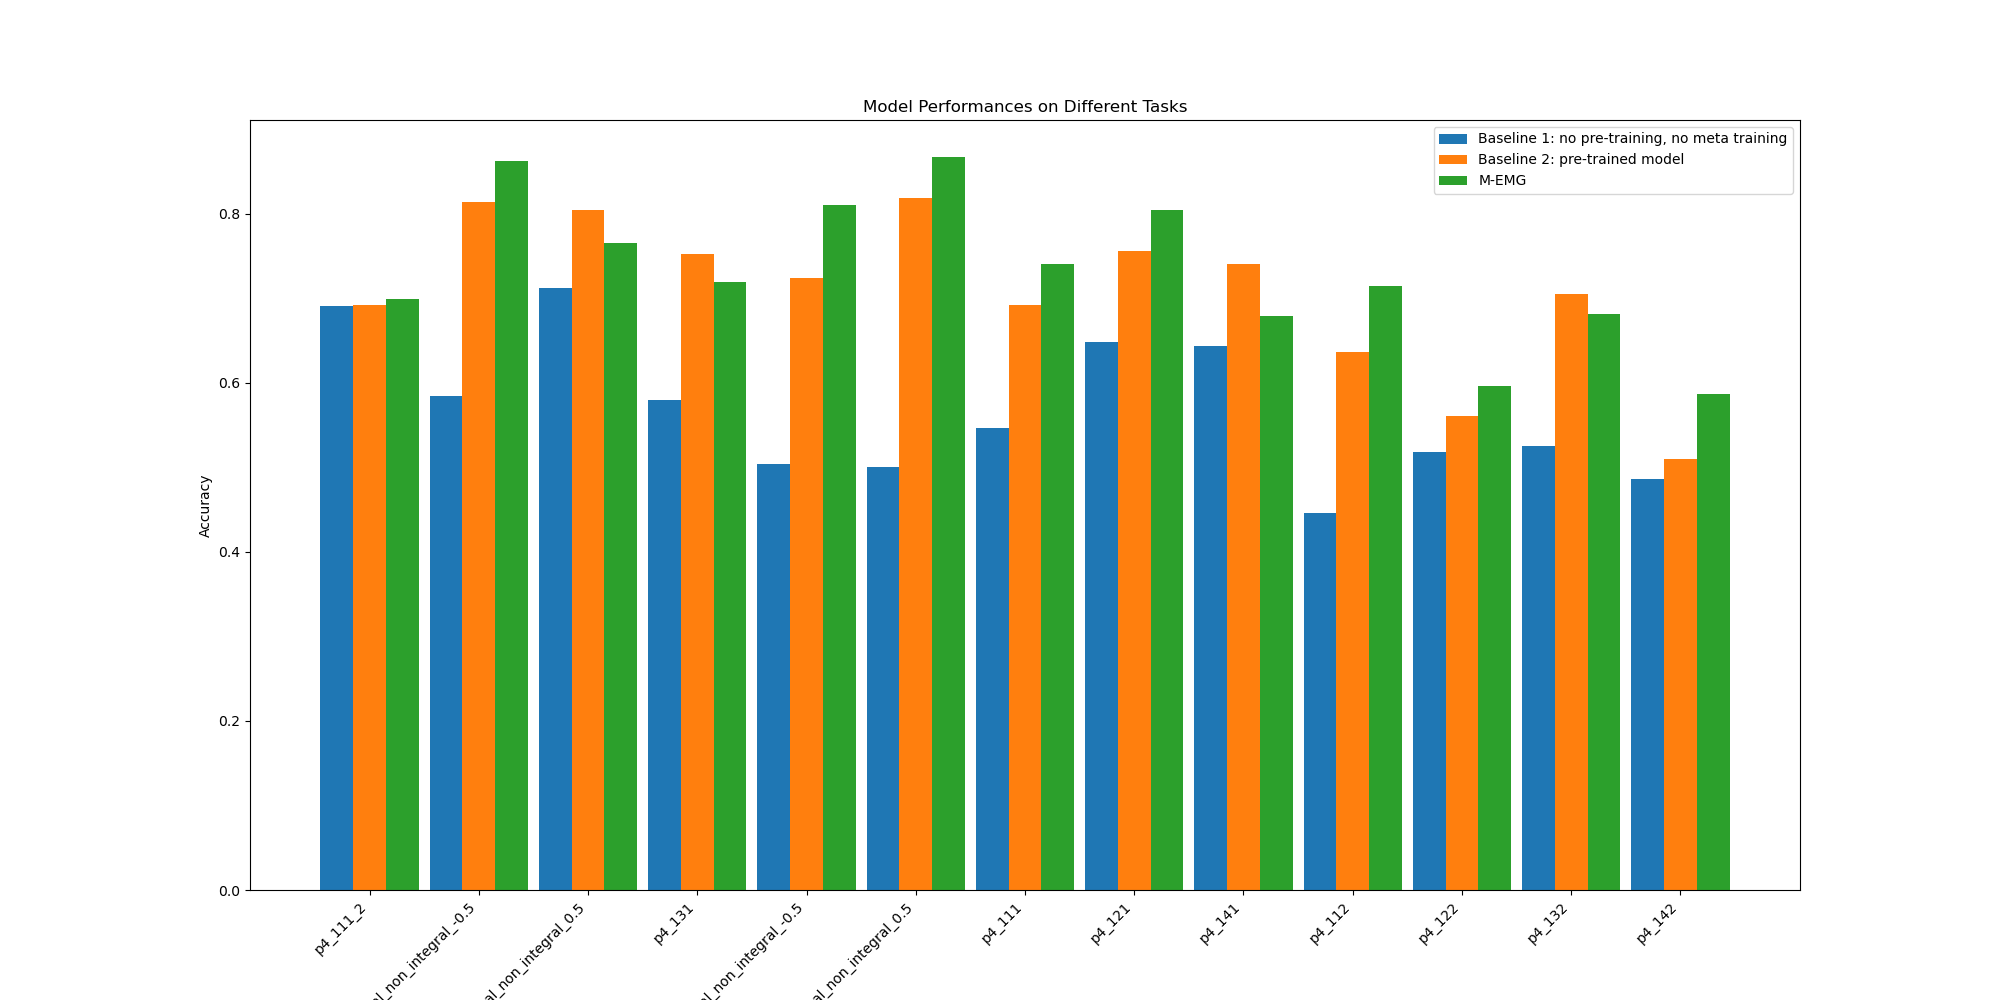 Model Performances on Different Tasks
Baseline 1: no pre-training, no meta training
Baseline 2: pre-trained model
M-EMG
Accuracy
0.8
0.6
0.4
0.2
0.0
p4_111_2
al_non_integral_-0.5
al_non_integral_0.5
p4_131
al_non_integral_-0.5
al_non_integral_0.5
p4_111
p4_121
p4_141
p4_112
p4_122
p4_132
p4_142